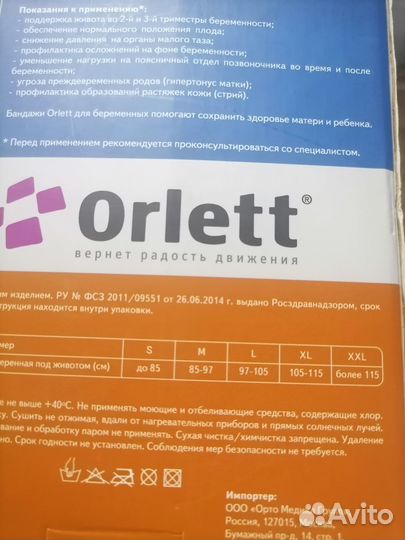 Показания к применению*:
- поддержка живота во 2-й и 3-й триместры беременности;
- обеспечение нормального положения плода;
- снижение давления на органы малого таза;
- профилактика осложнений на фоне беременности;
- уменьшение нагрузки на поясничный отдел позвоночника во время и после
беременности;
- угроза преждевременных родов (гипертонус матки);
- профилактика образований растяжек кожи (стрий).
Бандажи Orlett для беременных помогают сохранить здоровье матери и ребенка.
* Перед применением рекомендуется проконсультироваться со специалистом.
Orlett®
вернет радость движения
им изделием. РУ № ФСЗ 2011/09551 от 26.06.2014 г. выдано Росздравнадзором, срок
трукция находится внутри упаковки.
мер S M L XL XXL
еренная под животом (см) до 85 85-97 97-105 105-115 более 115
е не выше +40°C. Не применять моющие и отбеливающие средства, содержащие хлор.
ку. Сушить не отжимая, вдали от нагревательных приборов и прямых солнечных лучей.
вание и обработку паром не применять. Сухая чистка/химчистка запрещена. Удаление
но. Срок годности не установлен. Соблюдения мер безопасности не требуется.
Импортер:
ООО «Орто Меди
Россия, 127015,
Бумажный пр-д, 14, стр. 1.
Avito